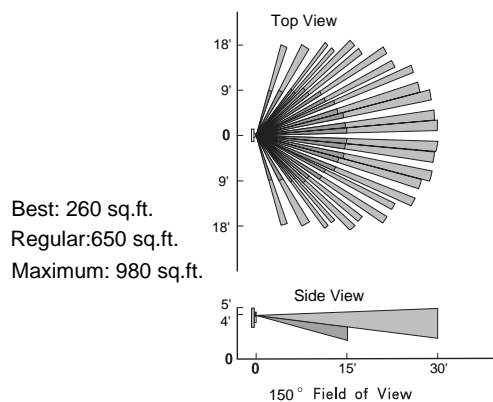 Top View
18'
9'
0
9'
18'
Best: 260 sq.ft.
Regular:650 sq.ft.
Maximum: 980 sq.ft.
Side View
5'
4'
0
0 15' 30'
150° Field of View